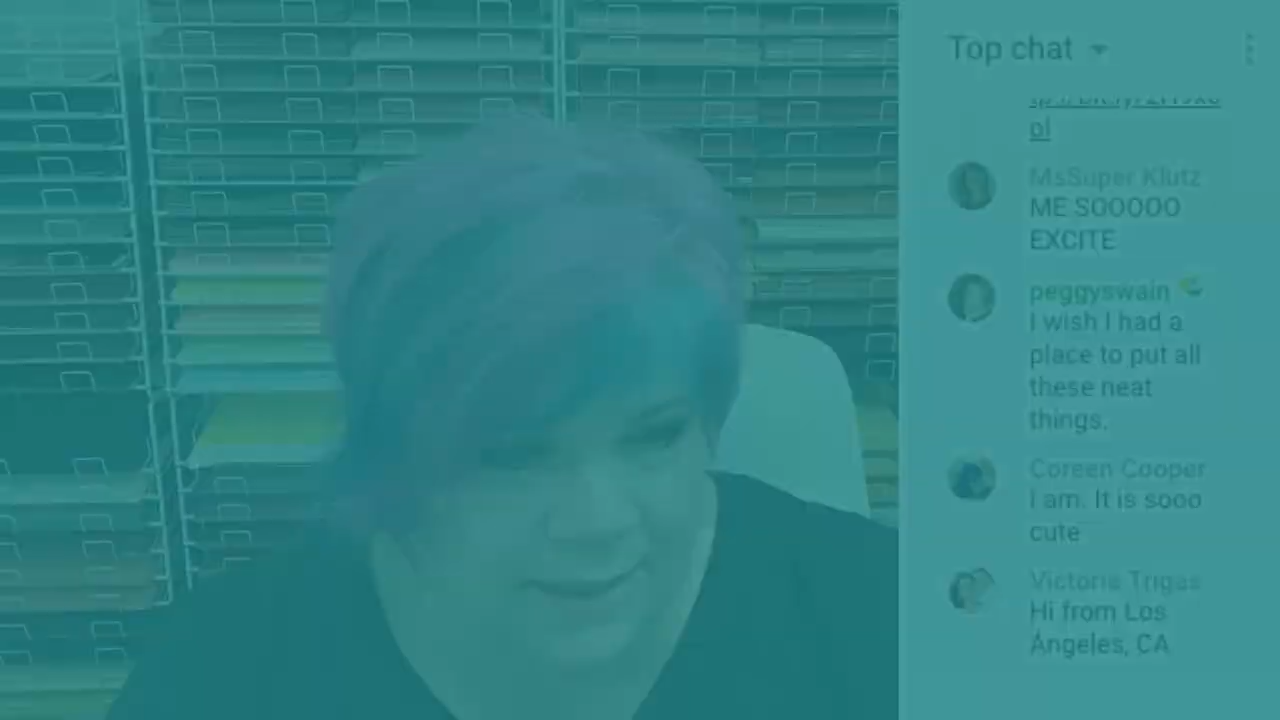 Top chat
ol
MsSuper Klutz
ME SOOOOO
EXCITE
peggyswain
I wish I had a
place to put all
these neat
things.
Coreen Cooper
I am. It is sooo
cute
Victoria Trigas
Hi from Los
Angeles, CA